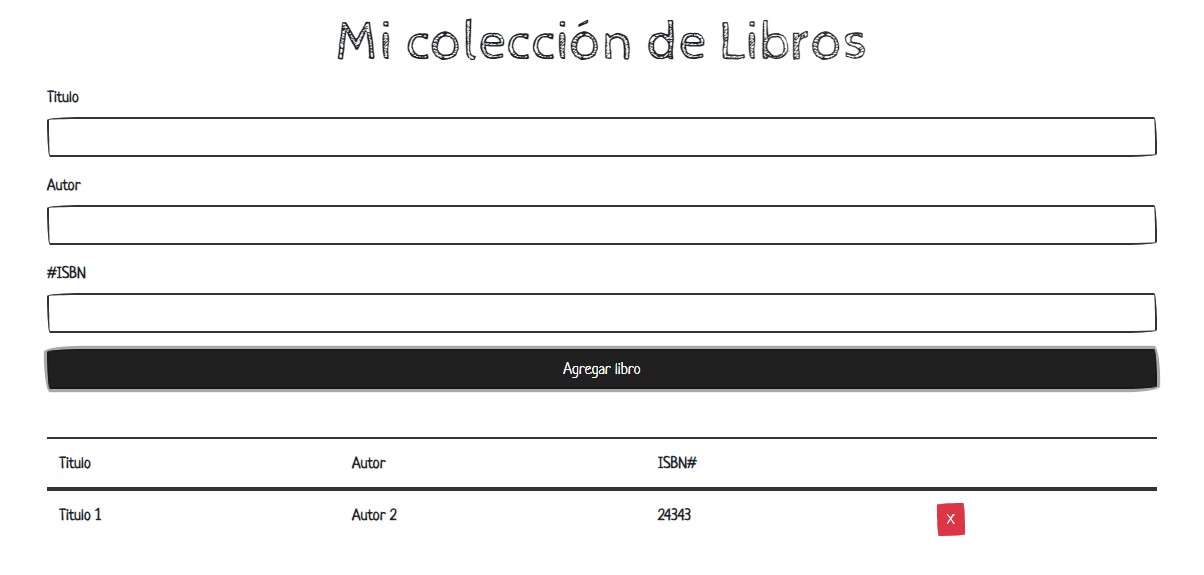 Mi colección de Libros
Titulo
Autor
#ISBN
Agregar libro
Titulo Autor ISBN#
Titulo 1 Autor 2 24343 X